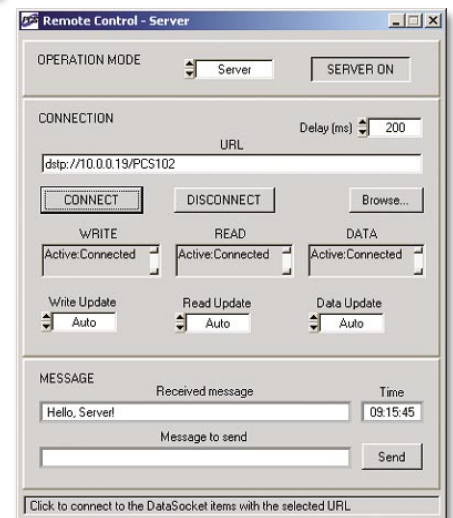 Remote Control - Server
OPERATION MODE
Server
SERVER ON
CONNECTION
Delay (ms) 200
URL
dstp://10.0.0.19/PCS102
CONNECT DISCONNECT Browse...
WRITE READ DATA
Active:Connected Active:Connected Active:Connected
Write Update Read Update Data Update
Auto Auto Auto
MESSAGE
Received message Time
Hello, Server! 09:15:45
Message to send
Send
Click to connect to the DataSocket items with the selected URL